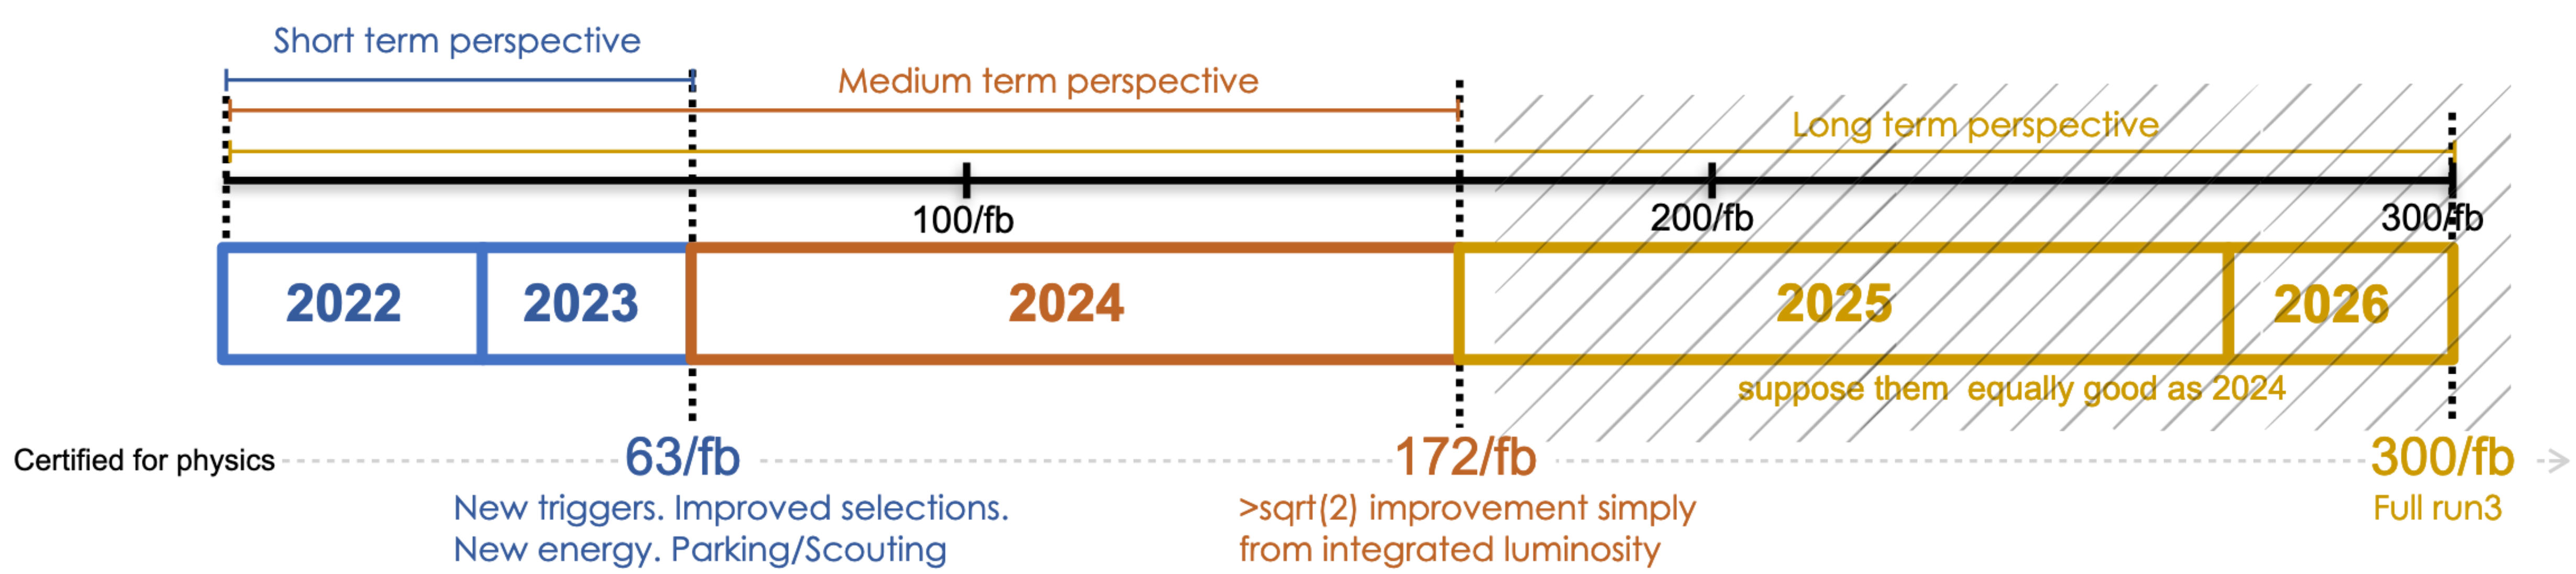 Short term perspective
Medium term perspective
Long term perspective
100/fb
200/fb
300/fb
2022
2023
2024
2025
2026
suppose them equally good as 2024
Certified for physics
63/fb
172/fb
300/fb
New triggers. Improved selections.
New energy. Parking/Scouting
>sqrt(2) improvement simply
from integrated luminosity
Full run3